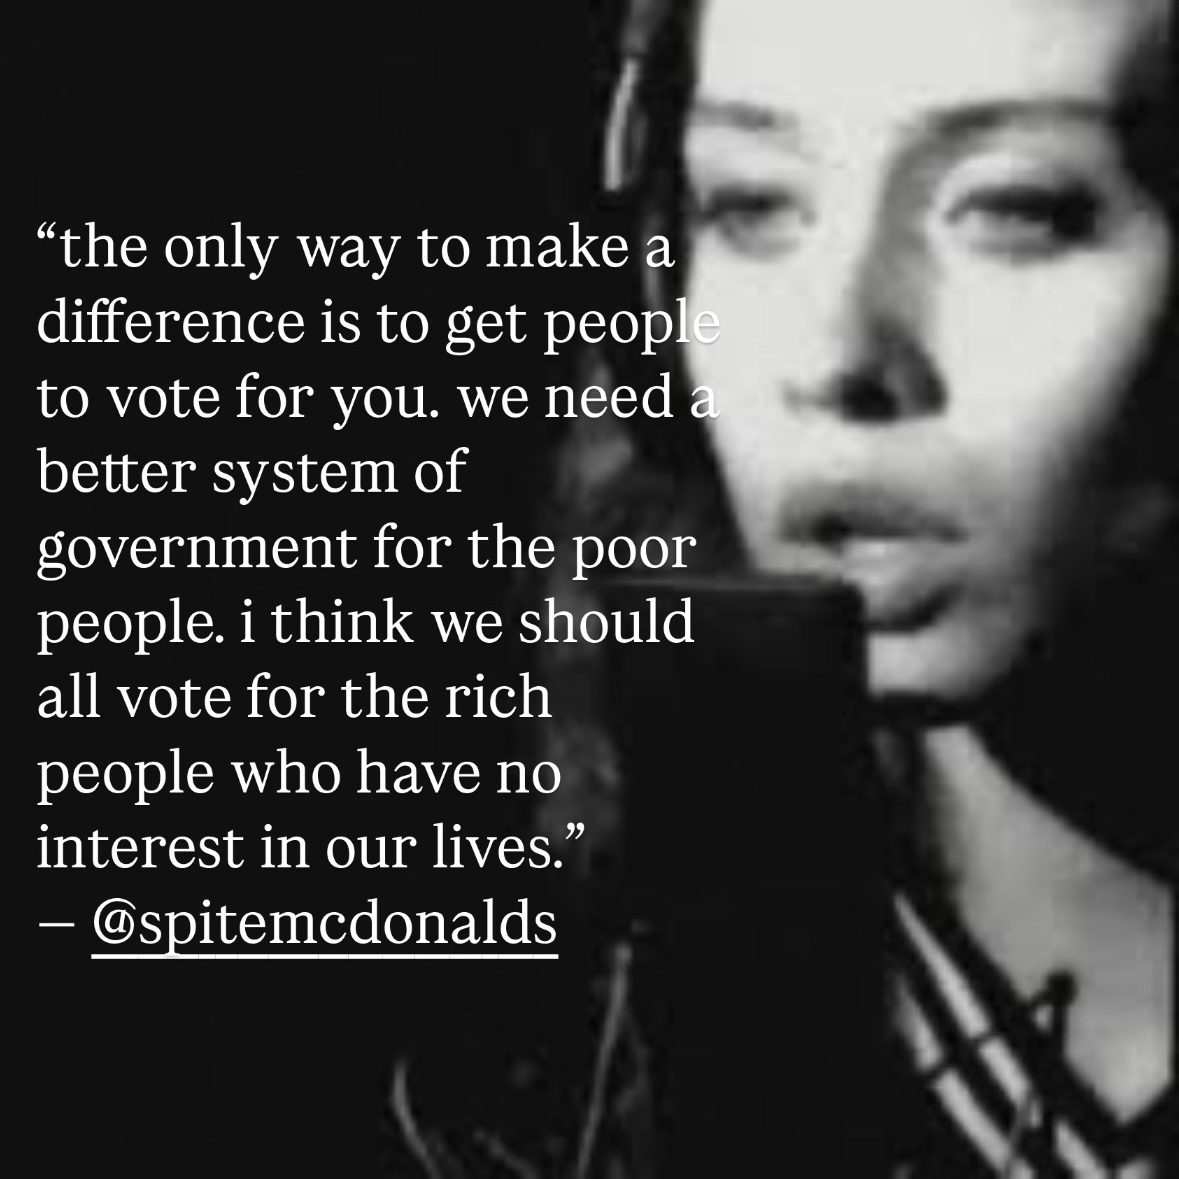 “the only way to make a
difference is to get people
to vote for you. we need a
better system of
government for the poor
people. i think we should
all vote for the rich
people who have no
interest in our lives.”
— @spitemcdonalds